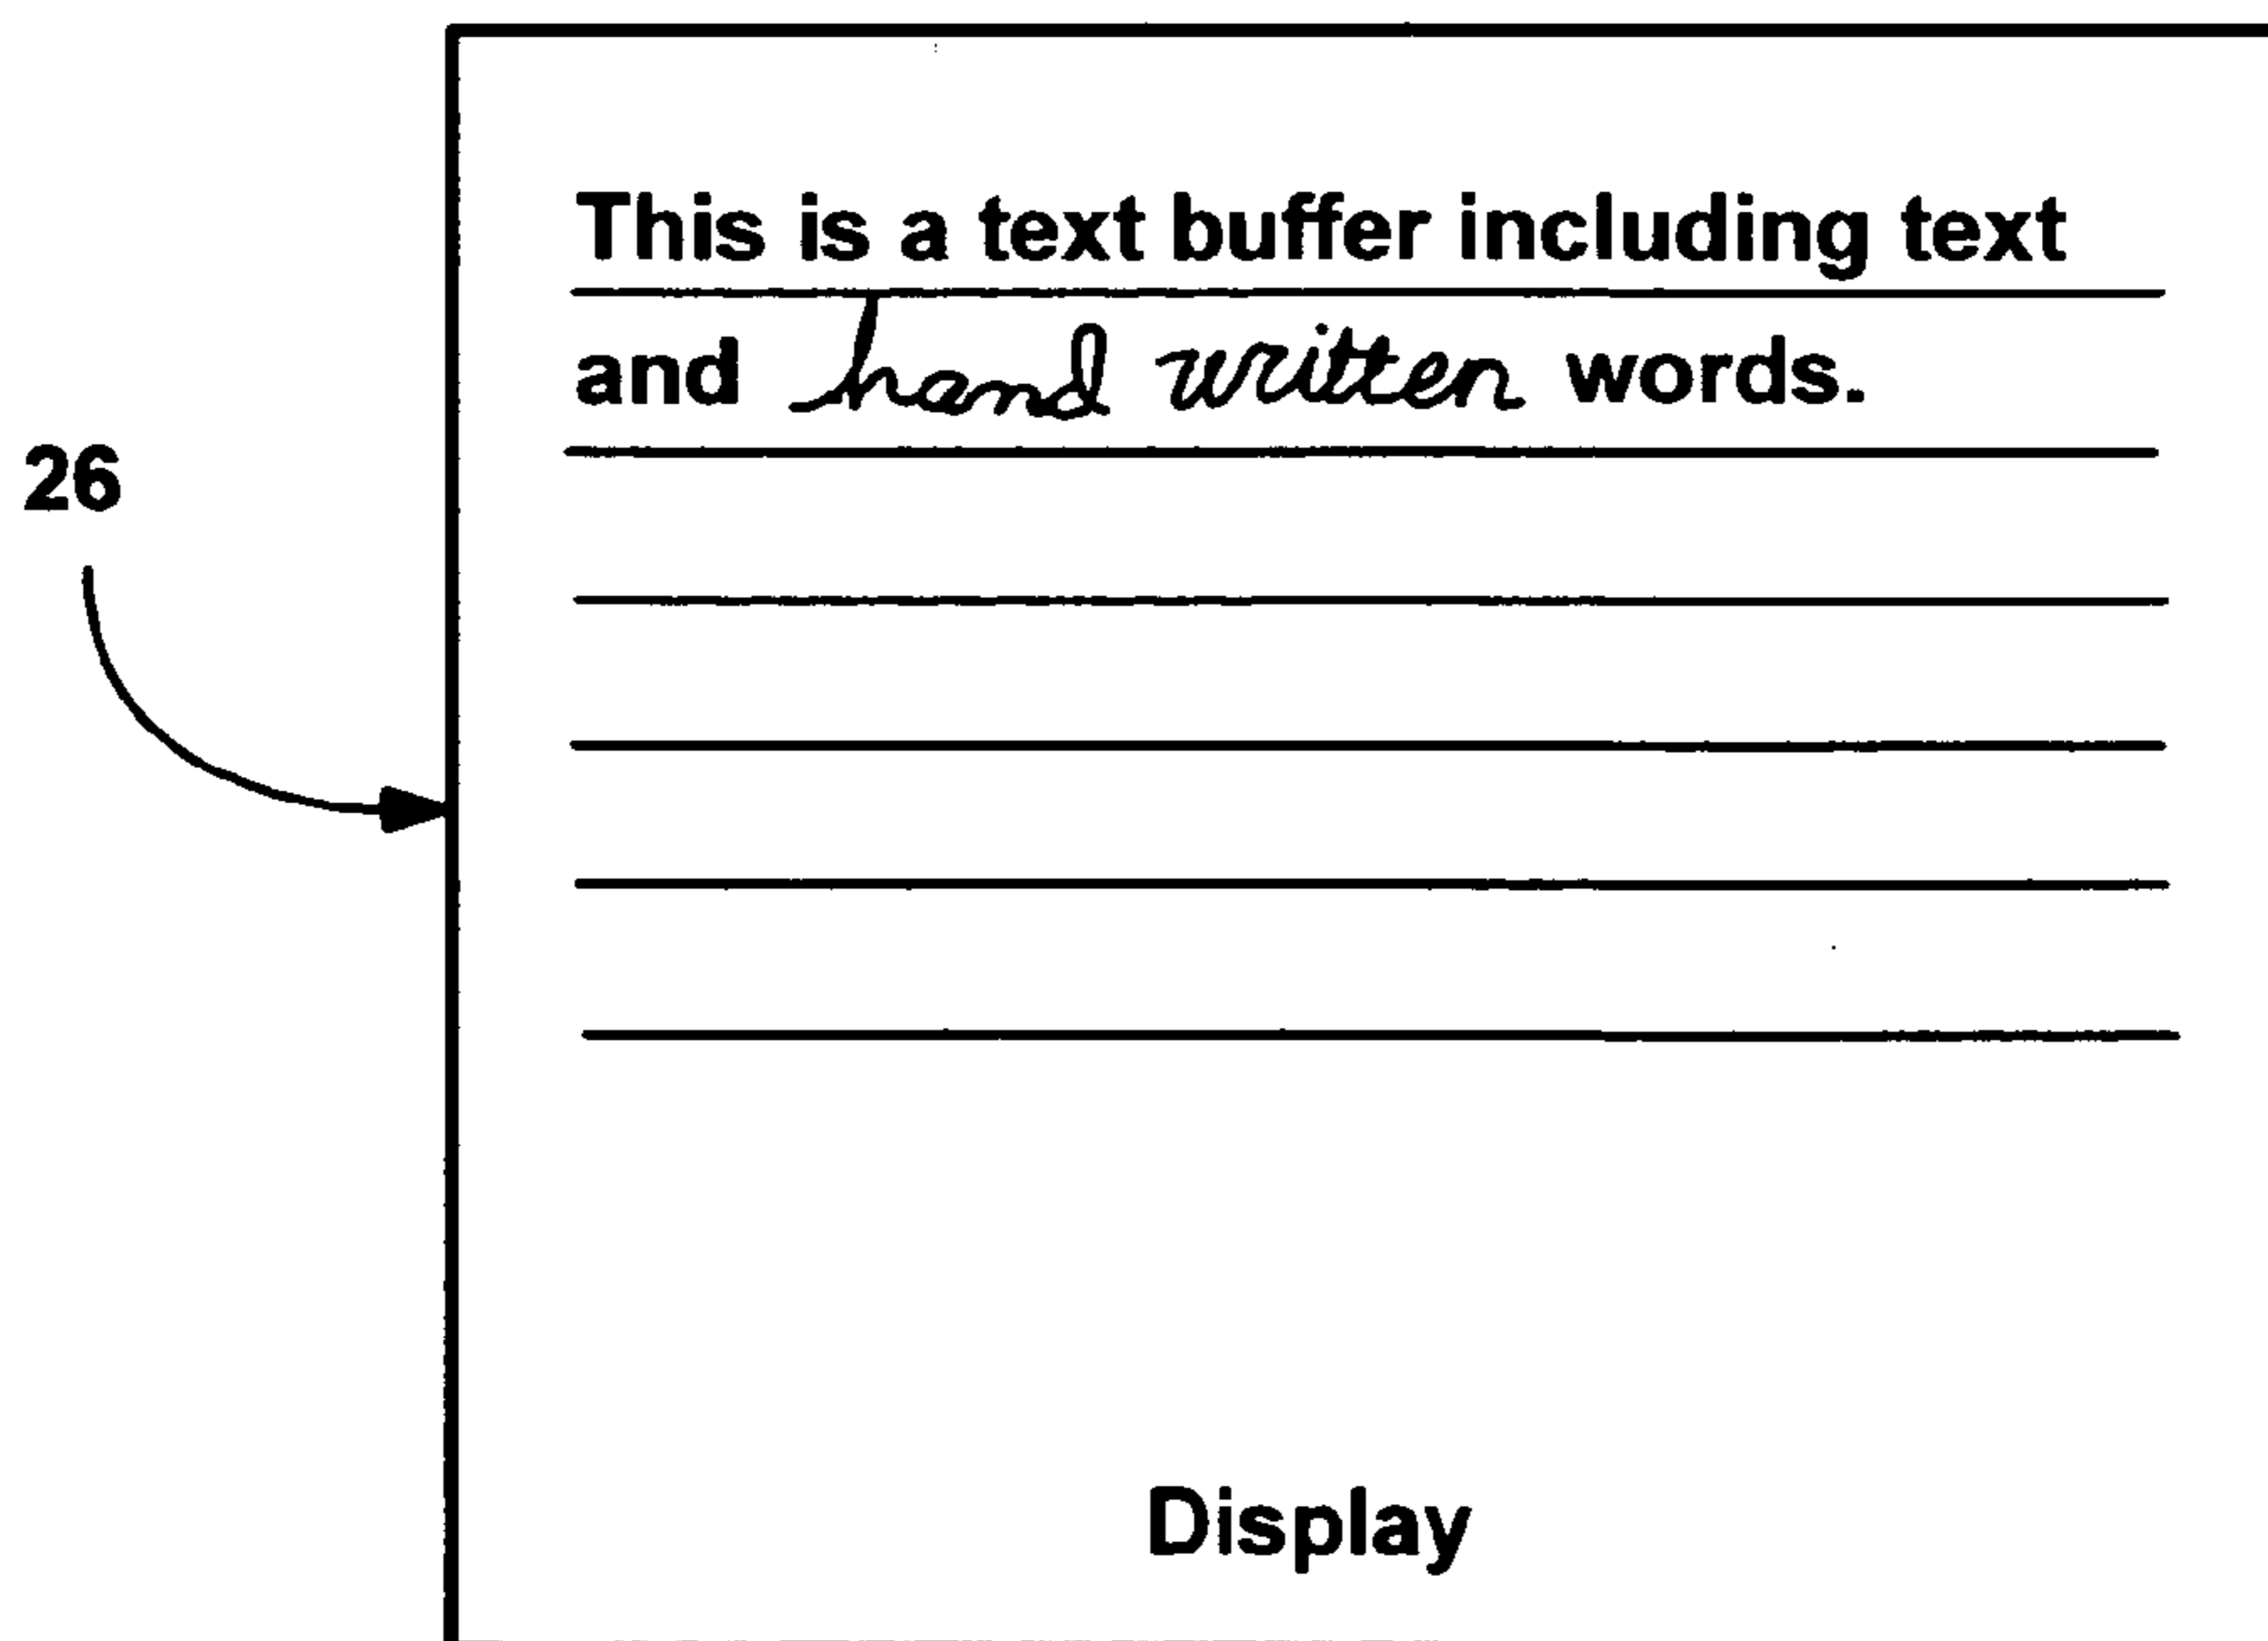 This is a text buffer including text
and hand written words.
26
Display